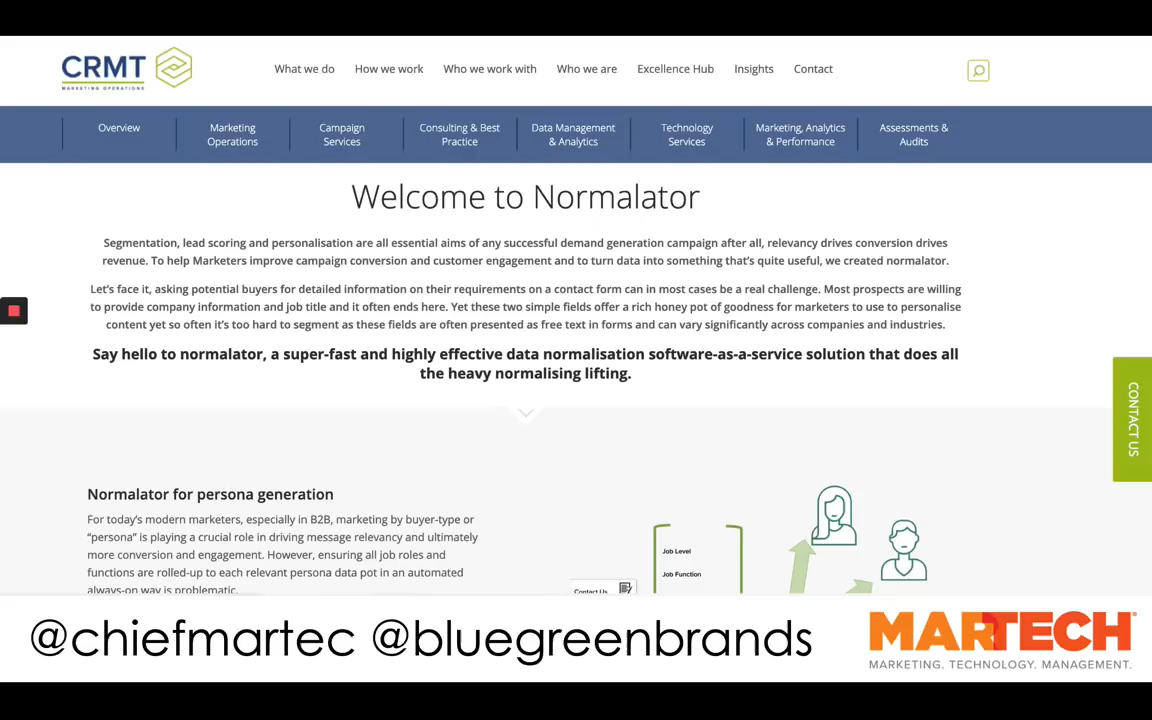 CRMT
MARKETING OPERATIONS
What we do
How we work
Who we work with
Who we are
Excellence Hub
Insights
Contact
Overview
Marketing
Operations
Campaign
Services
Consulting & Best
Practice
Data Management
& Analytics
Technology
Services
Marketing, Analytics
& Performance
Assessments &
Audits
Welcome to Normalator
Segmentation, lead scoring and personalisation are all essential aims of any successful demand generation campaign after all, relevancy drives conversion drives
revenue. To help Marketers improve campaign conversion and customer engagement and to turn data into something that's quite useful, we created normalator.
Let's face it, asking potential buyers for detailed information on their requirements on a contact form can in most cases be a real challenge. Most prospects are willing
to provide company information and job title and it often ends here. Yet these two simple fields offer a rich honey pot of goodness for marketers to use to personalise
content yet so often it's too hard to segment as these fields are often presented as free text in forms and can vary significantly across companies and industries.
Say hello to normalator, a super-fast and highly effective data normalisation software-as-a-service solution that does all
the heavy normalising lifting.
CONTACT US
Normalator for persona generation
For today's modern marketers, especially in B2B, marketing by buyer-type or
"persona" is playing a crucial role in driving message relevancy and ultimately
more conversion and engagement. However, ensuring all job roles and
functions are rolled-up to each relevant persona data pot in an automated
always-on way is problematic.
Job Level
Job Function
Contact Us
@chiefmartec @bluegreenbrands
MARTECH®
MARKETING. TECHNOLOGY. MANAGEMENT.